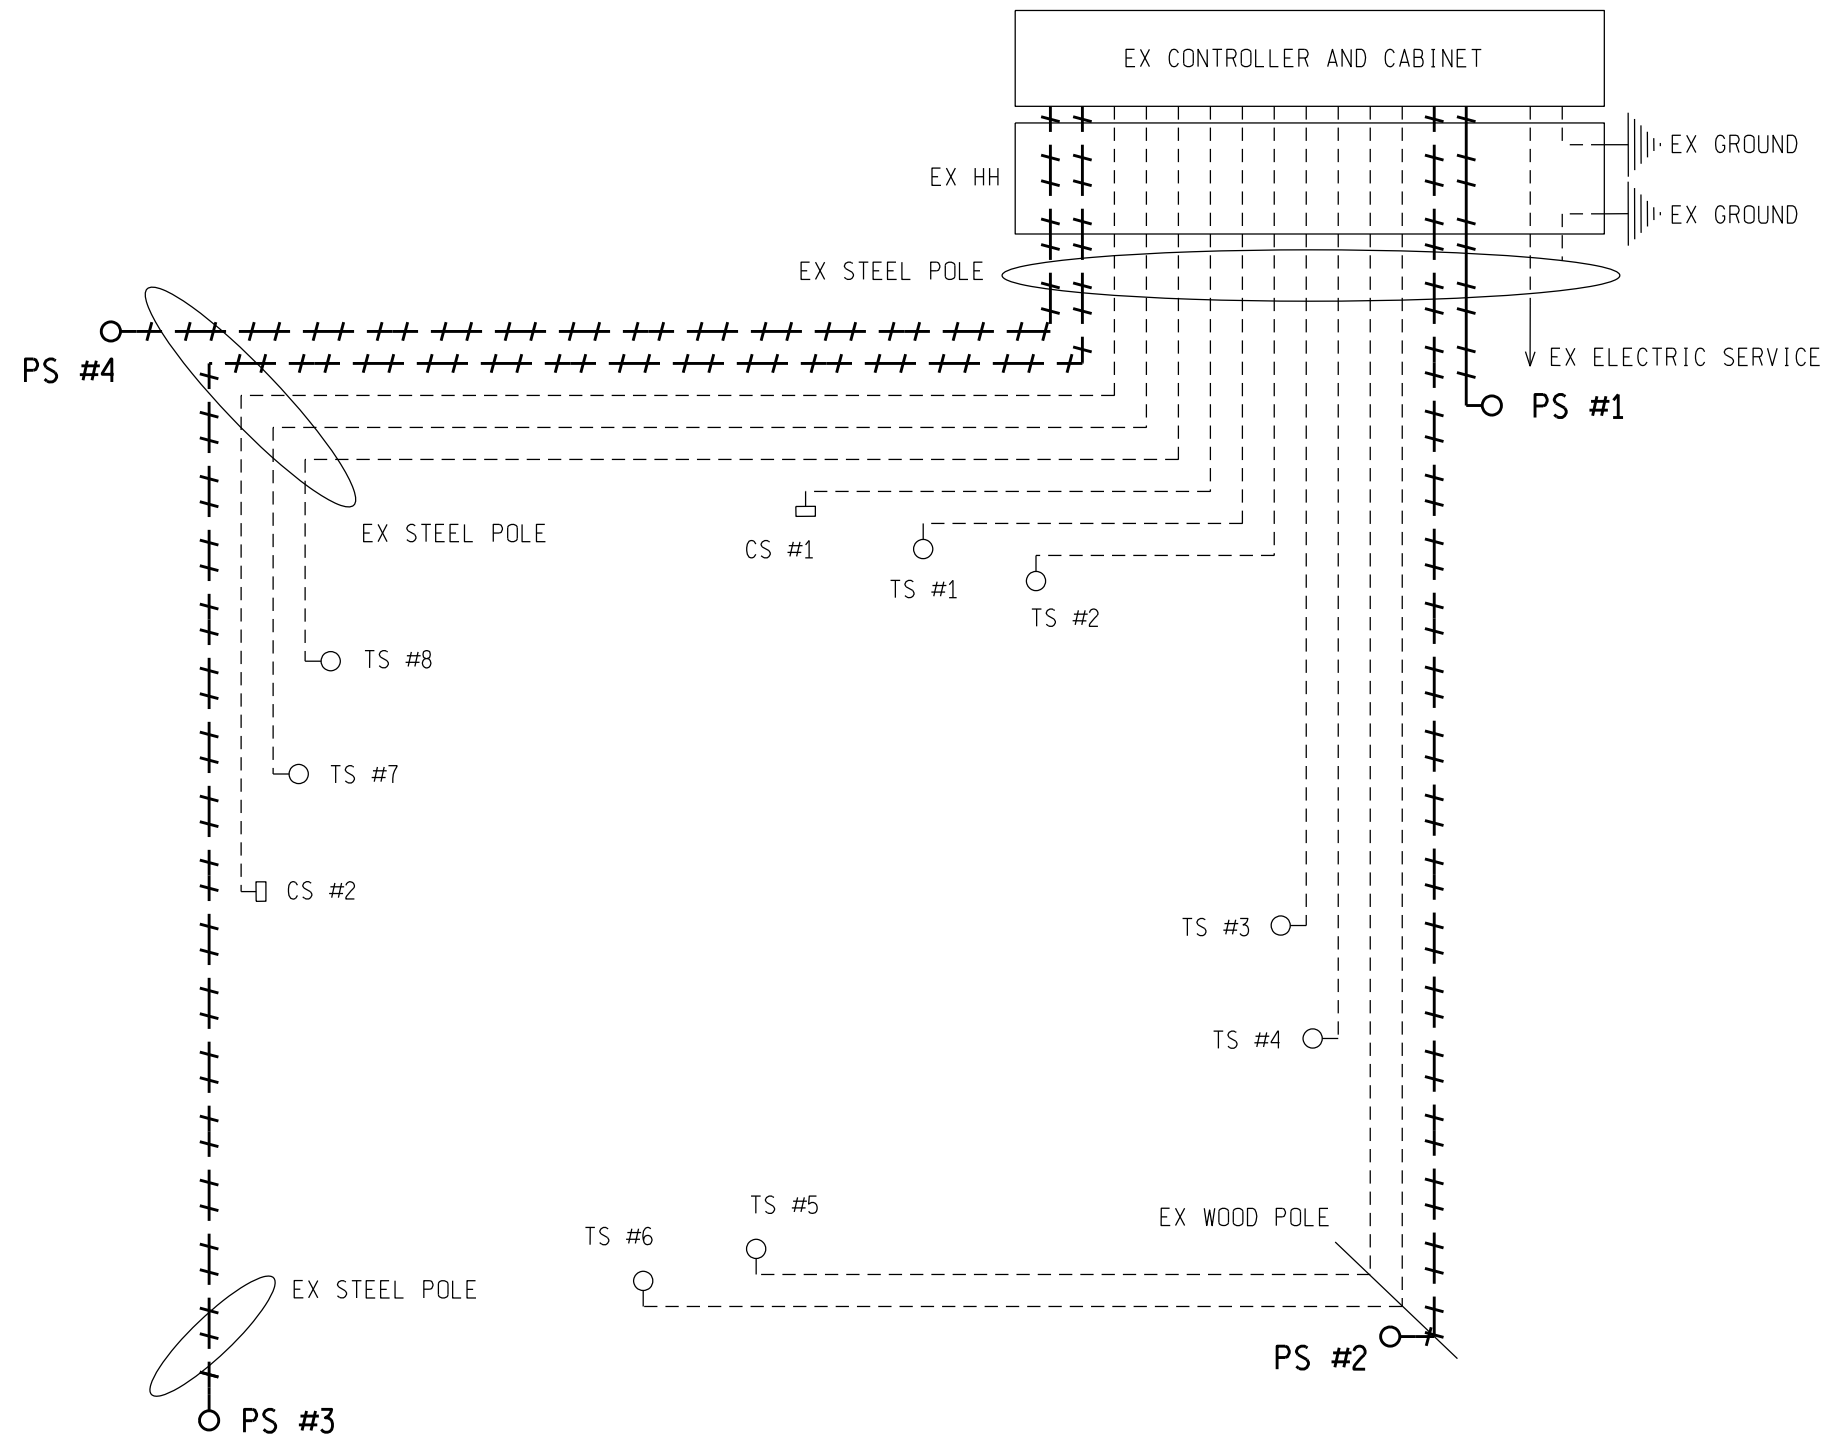 EX CONTROLLER AND CABINET
EX GROUND
EX HH
EX GROUND
EX STEEL POLE
EX ELECTRIC SERVICE
PS #4
PS #1
EX STEEL POLE
CS #1
TS #1
TS #2
TS #8
TS #7
CS #2
TS #3
TS #4
TS #5
EX WOOD POLE
TS #6
EX STEEL POLE
PS #2
PS #3